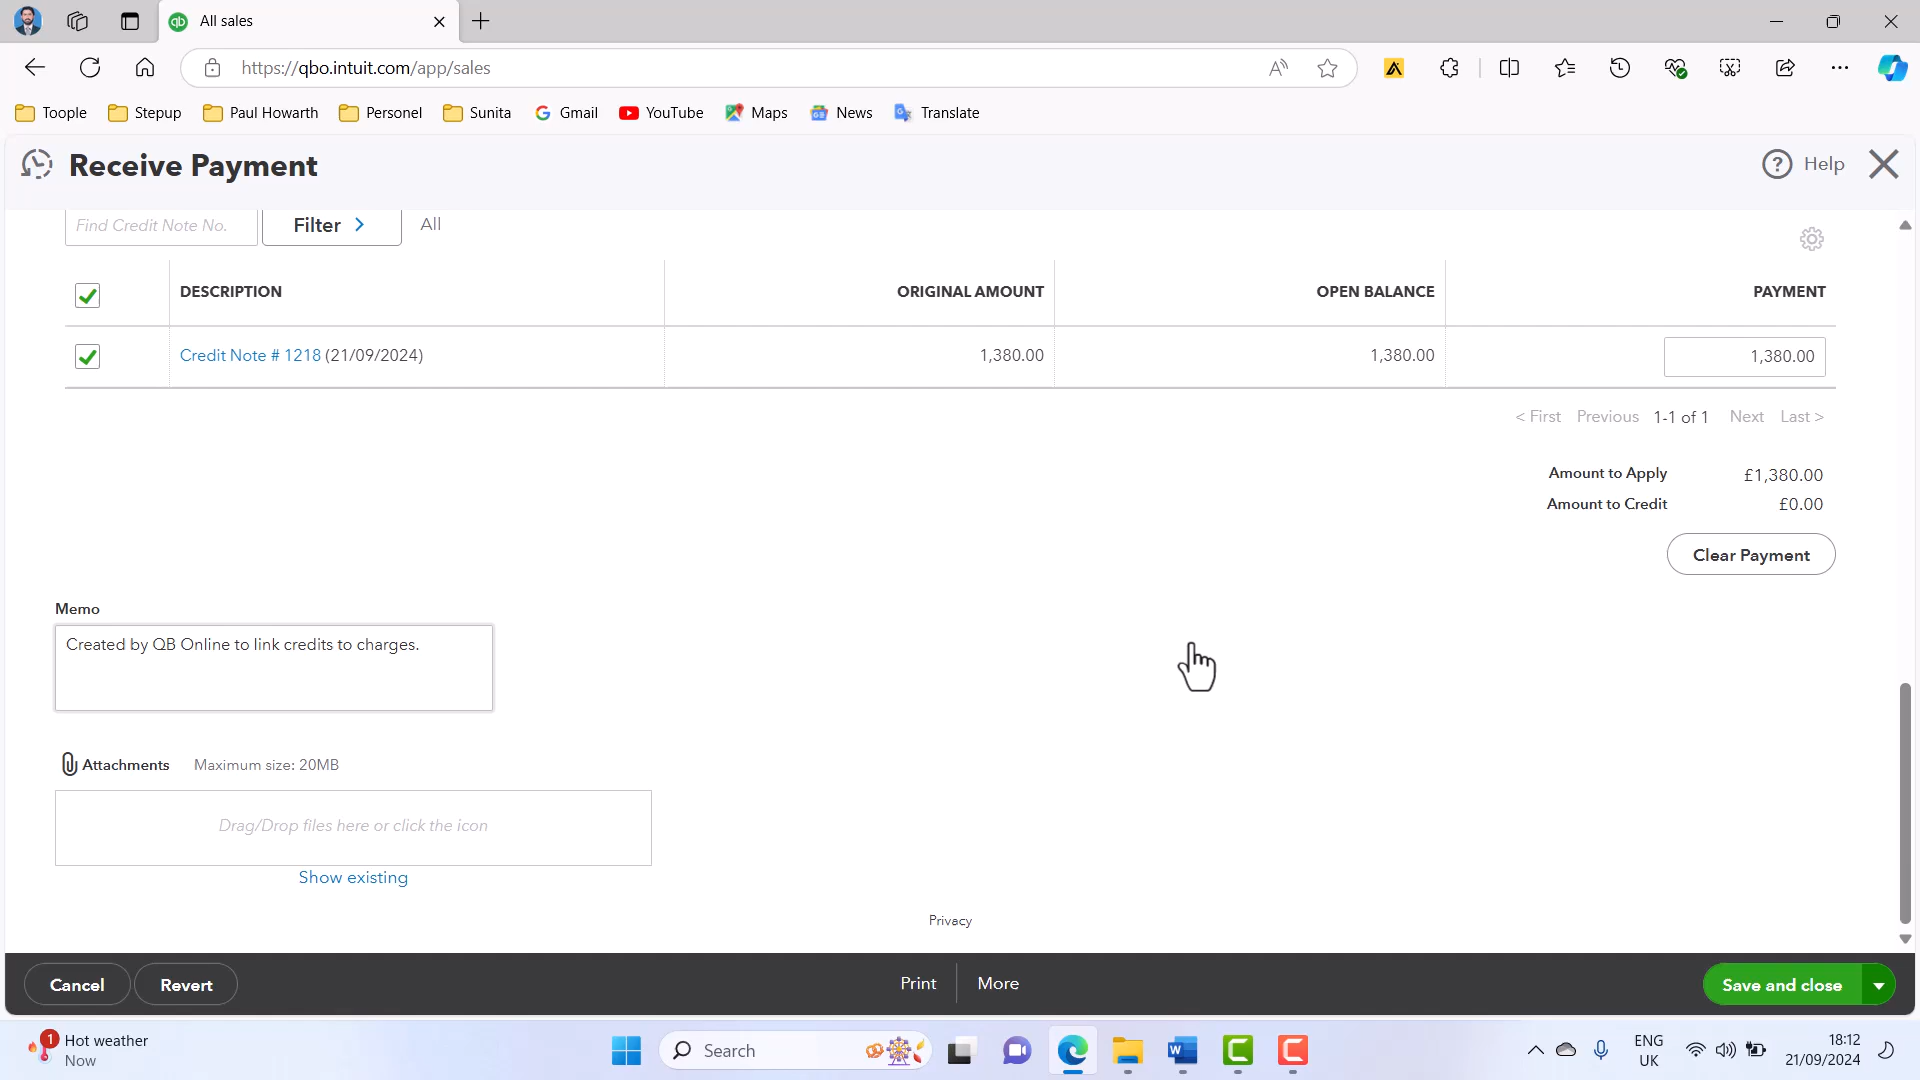 All sales
https://qbo.intuit.com/app/sales
Toople Stepup Paul Howarth Personel Sunita Gmail YouTube Maps News Translate
Receive Payment
Help
Find Credit Note No. Filter > All
DESCRIPTION ORIGINAL AMOUNT OPEN BALANCE PAYMENT
Credit Note # 1218 (21/09/2024) 1,380.00 1,380.00 1,380.00
< First Previous 1-1 of 1 Next Last >
Amount to Apply £1,380.00
Amount to Credit £0.00
Clear Payment
Memo
Created by QB Online to link credits to charges.
Attachments Maximum size: 20MB
Drag/Drop files here or click the icon
Show existing
Privacy
Cancel Revert Print More Save and close
1 Hot weather
Now
Search
ENG
UK
18:12
21/09/2024